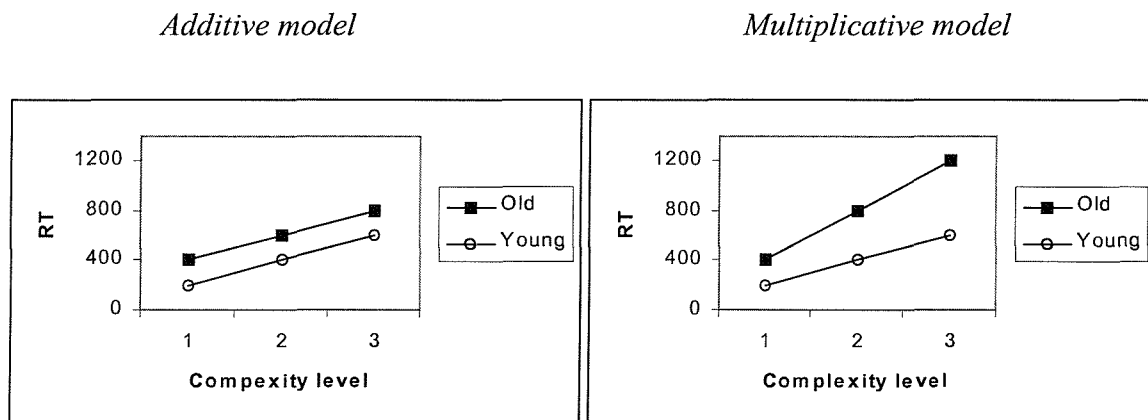 Additive model
Multiplicative model
1200
800
400
0
RT
1 2 3
Compexity level
Old
Young
1200
800
400
0
RT
1 2 3
Complexity level
Old
Young